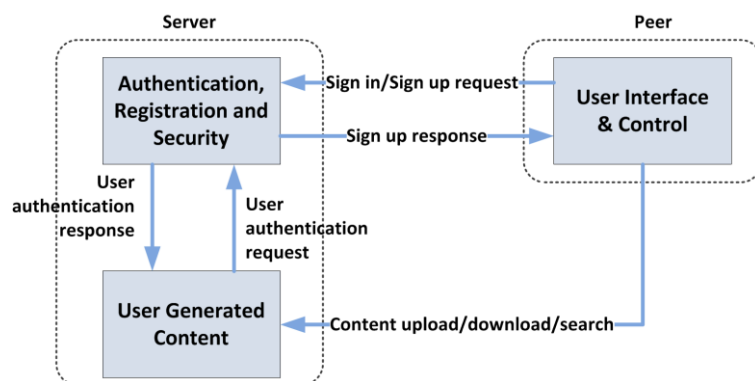 Server
Peer
Authentication,
Registration and
Security
Sign in/Sign up request
User Interface
& Control
Sign up response
User
authentication
response
User
authentication
request
User Generated
Content
Content upload/download/search